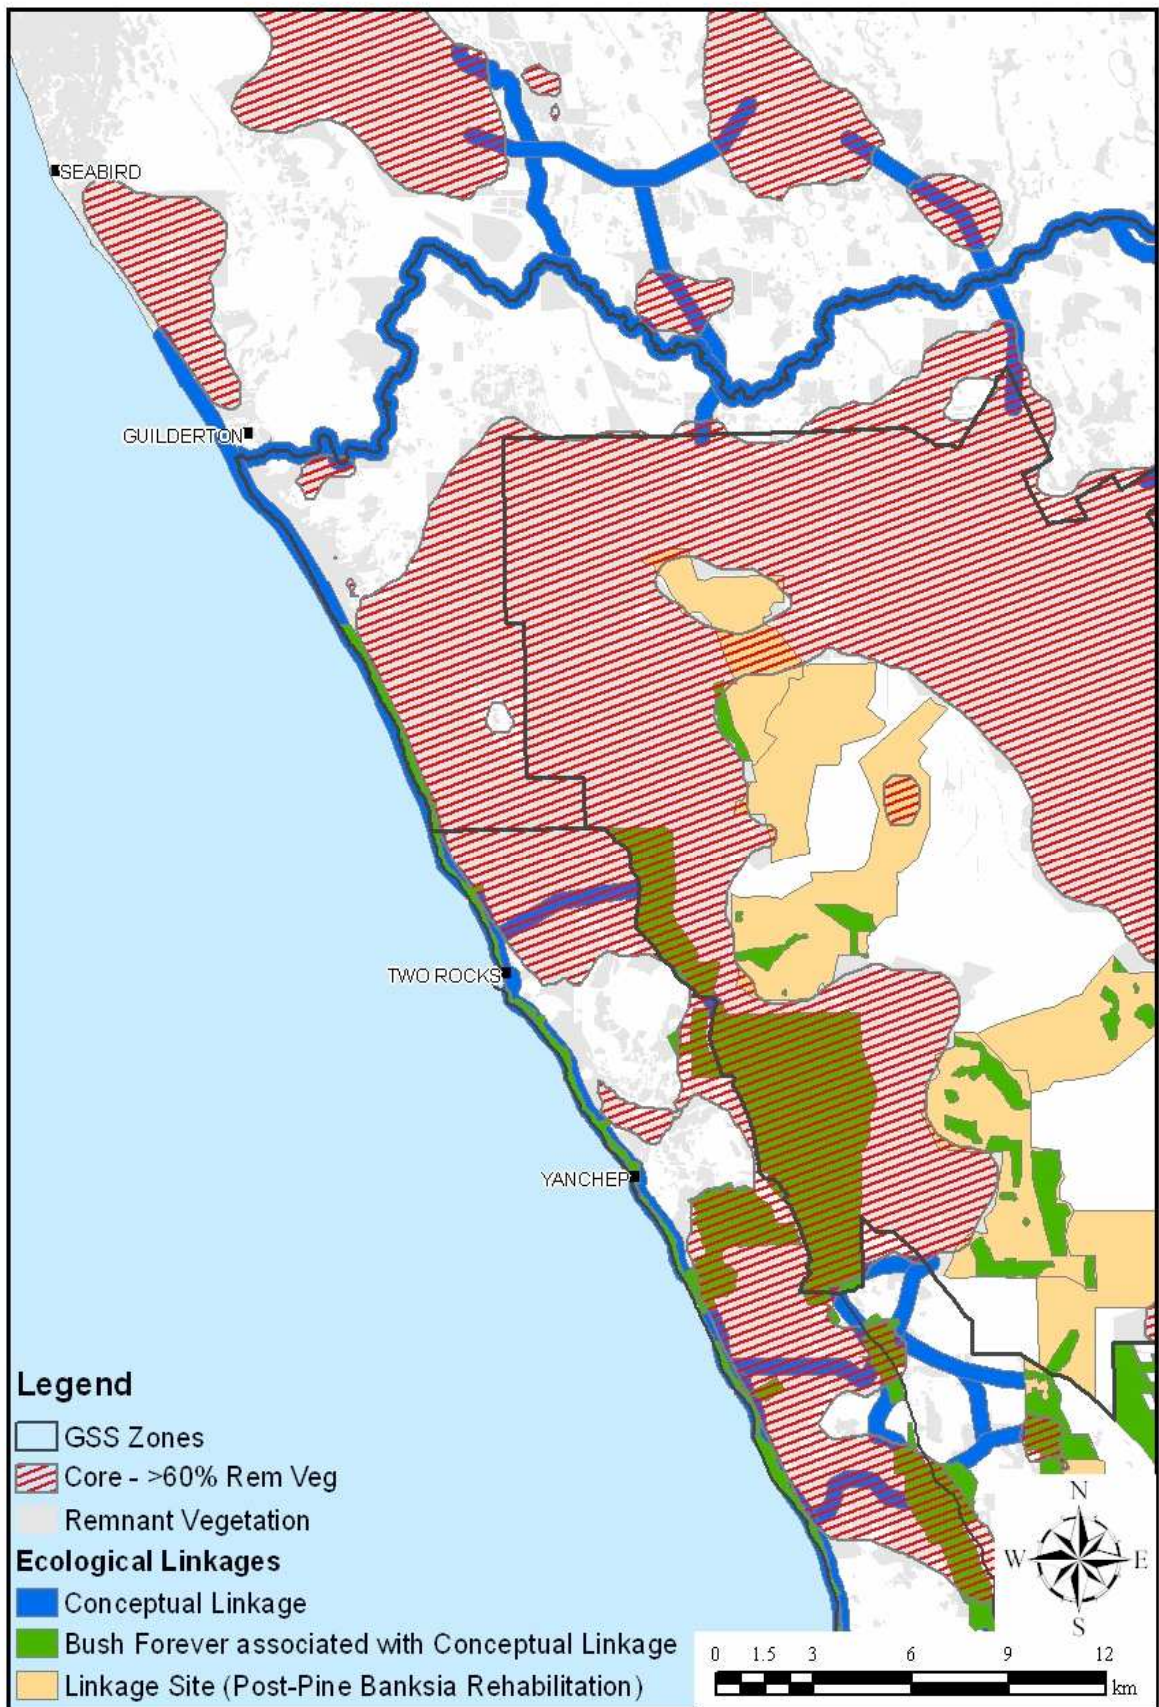 SEABIRD
GUILDERTON
TWO ROCKS
YANCHEP
Legend
GSS Zones
Core - >60% Rem Veg
Remnant Vegetation
Ecological Linkages
Conceptual Linkage
Bush Forever associated with Conceptual Linkage
Linkage Site (Post-Pine Banksia Rehabilitation)
N
W E
S
0 1.5 3 6 9 12
km